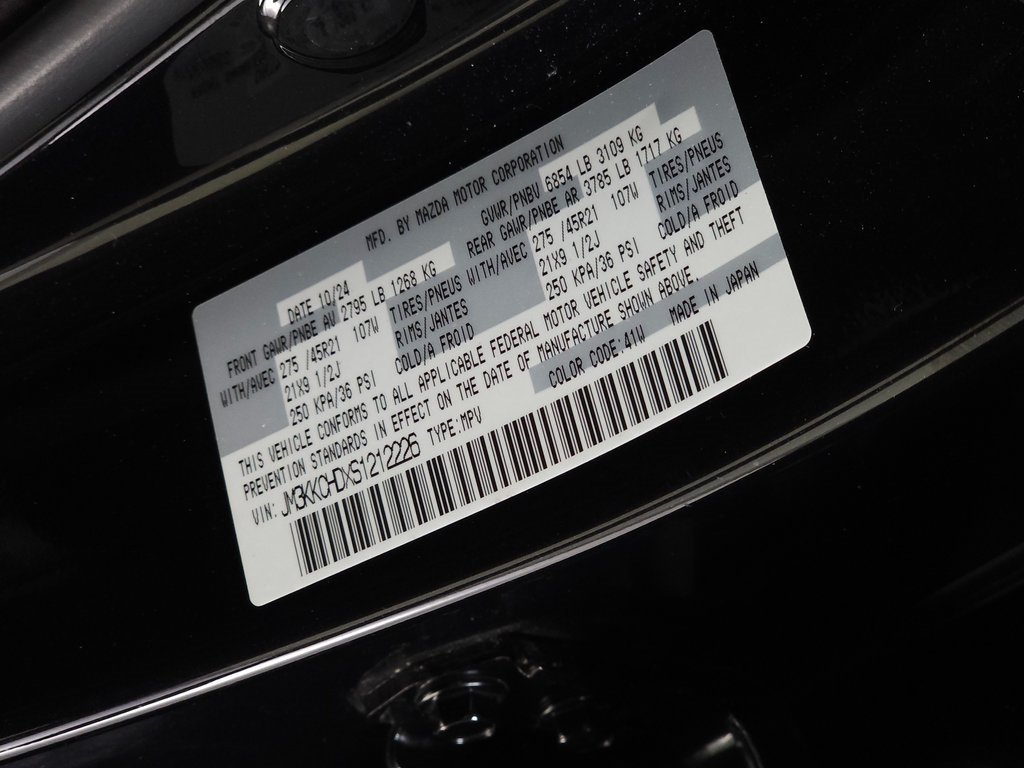 MFD. BY MAZDA MOTOR CORPORATION
DATE 10/24 GVWR/PNBV 6854 LB 3109 KG
FRONT GAWR/PNBE AV 2795 LB 1268 KG REAR GAWR/PNBE AR 3785 LB 1717 KG
WITH/AVEC 275 /45R21 107W TIRES/PNEUS WITH/AVEC 275 /45R21 107W TIRES/PNEUS
21X9 1/2J RIMS/JANTES 21X9 1/2J RIMS/JANTES
250 KPA/36 PSI COLD/A FROID 250 KPA/36 PSI COLD/A FROID
THIS VEHICLE CONFORMS TO ALL APPLICABLE FEDERAL MOTOR VEHICLE SAFETY AND THEFT
PREVENTION STANDARDS IN EFFECT ON THE DATE OF MANUFACTURE SHOWN ABOVE
VIN: JM3KKCHDXS1212226 TYPE:MPV COLOR CODE:41W MADE IN JAPAN